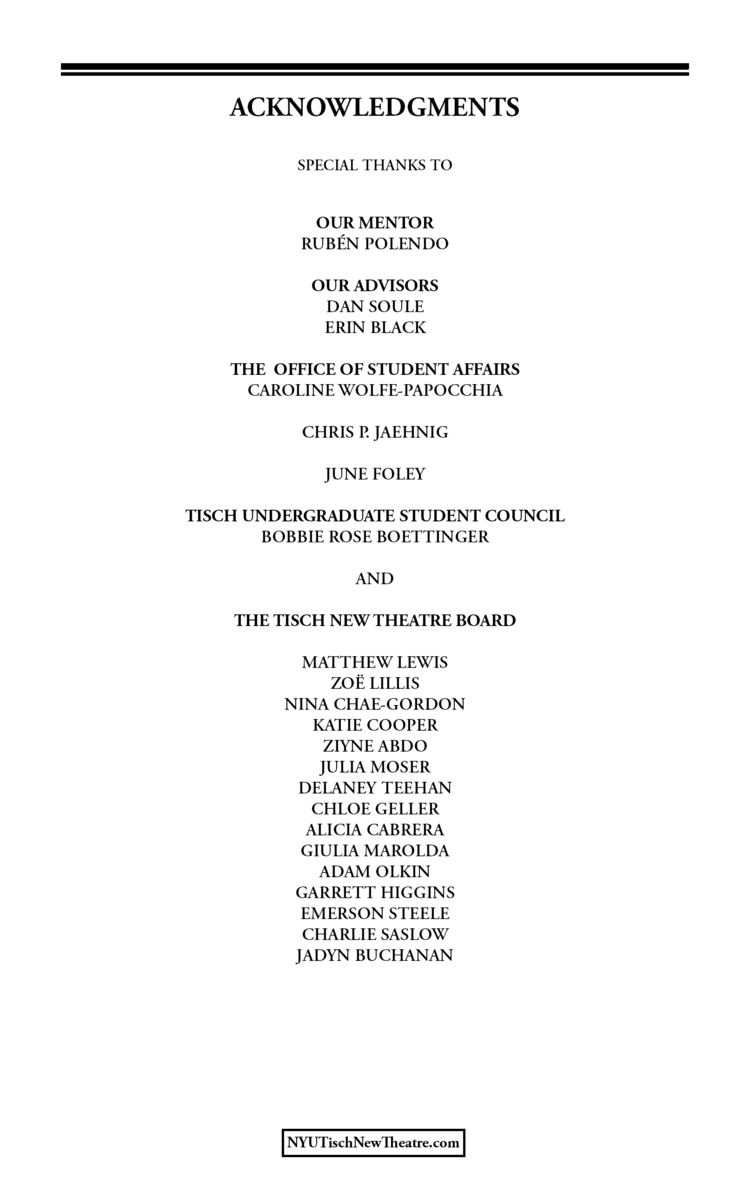 ACKNOWLEDGMENTS
SPECIAL THANKS TO
OUR MENTOR
RUBÉN POLENDO
OUR ADVISORS
DAN SOULE
ERIN BLACK
THE OFFICE OF STUDENT AFFAIRS
CAROLINE WOLFE-PAPOCCHIA
CHRIS P. JAEHNIG
JUNE FOLEY
TISCH UNDERGRADUATE STUDENT COUNCIL
BOBBIE ROSE BOETTINGER
AND
THE TISCH NEW THEATRE BOARD
MATTHEW LEWIS
ZOË LILLIS
NINA CHAE-GORDON
KATIE COOPER
ZIYNE ABDO
JULIA MOSER
DELANEY TEEHAN
CHLOE GELLER
ALICIA CABRERA
GIULIA MAROLDA
ADAM OLKIN
GARRETT HIGGINS
EMERSON STEELE
CHARLIE SASLOW
JADYN BUCHANAN
NYUTischNewTheatre.com